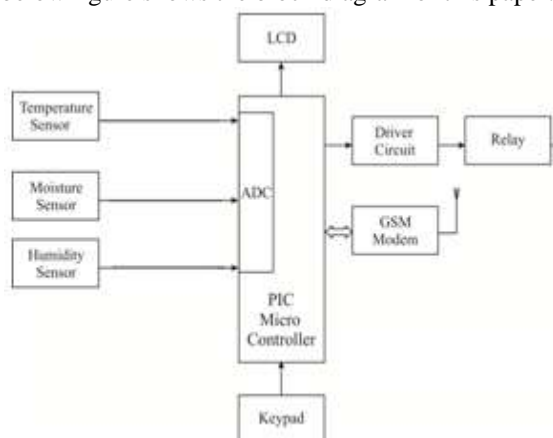 LCD
Temperature
Sensor
Moisture
Sensor
Humidity
Sensor
ADC
PIC
Micro
Controller
Driver
Circuit
Relay
GSM
Modem
Keypad